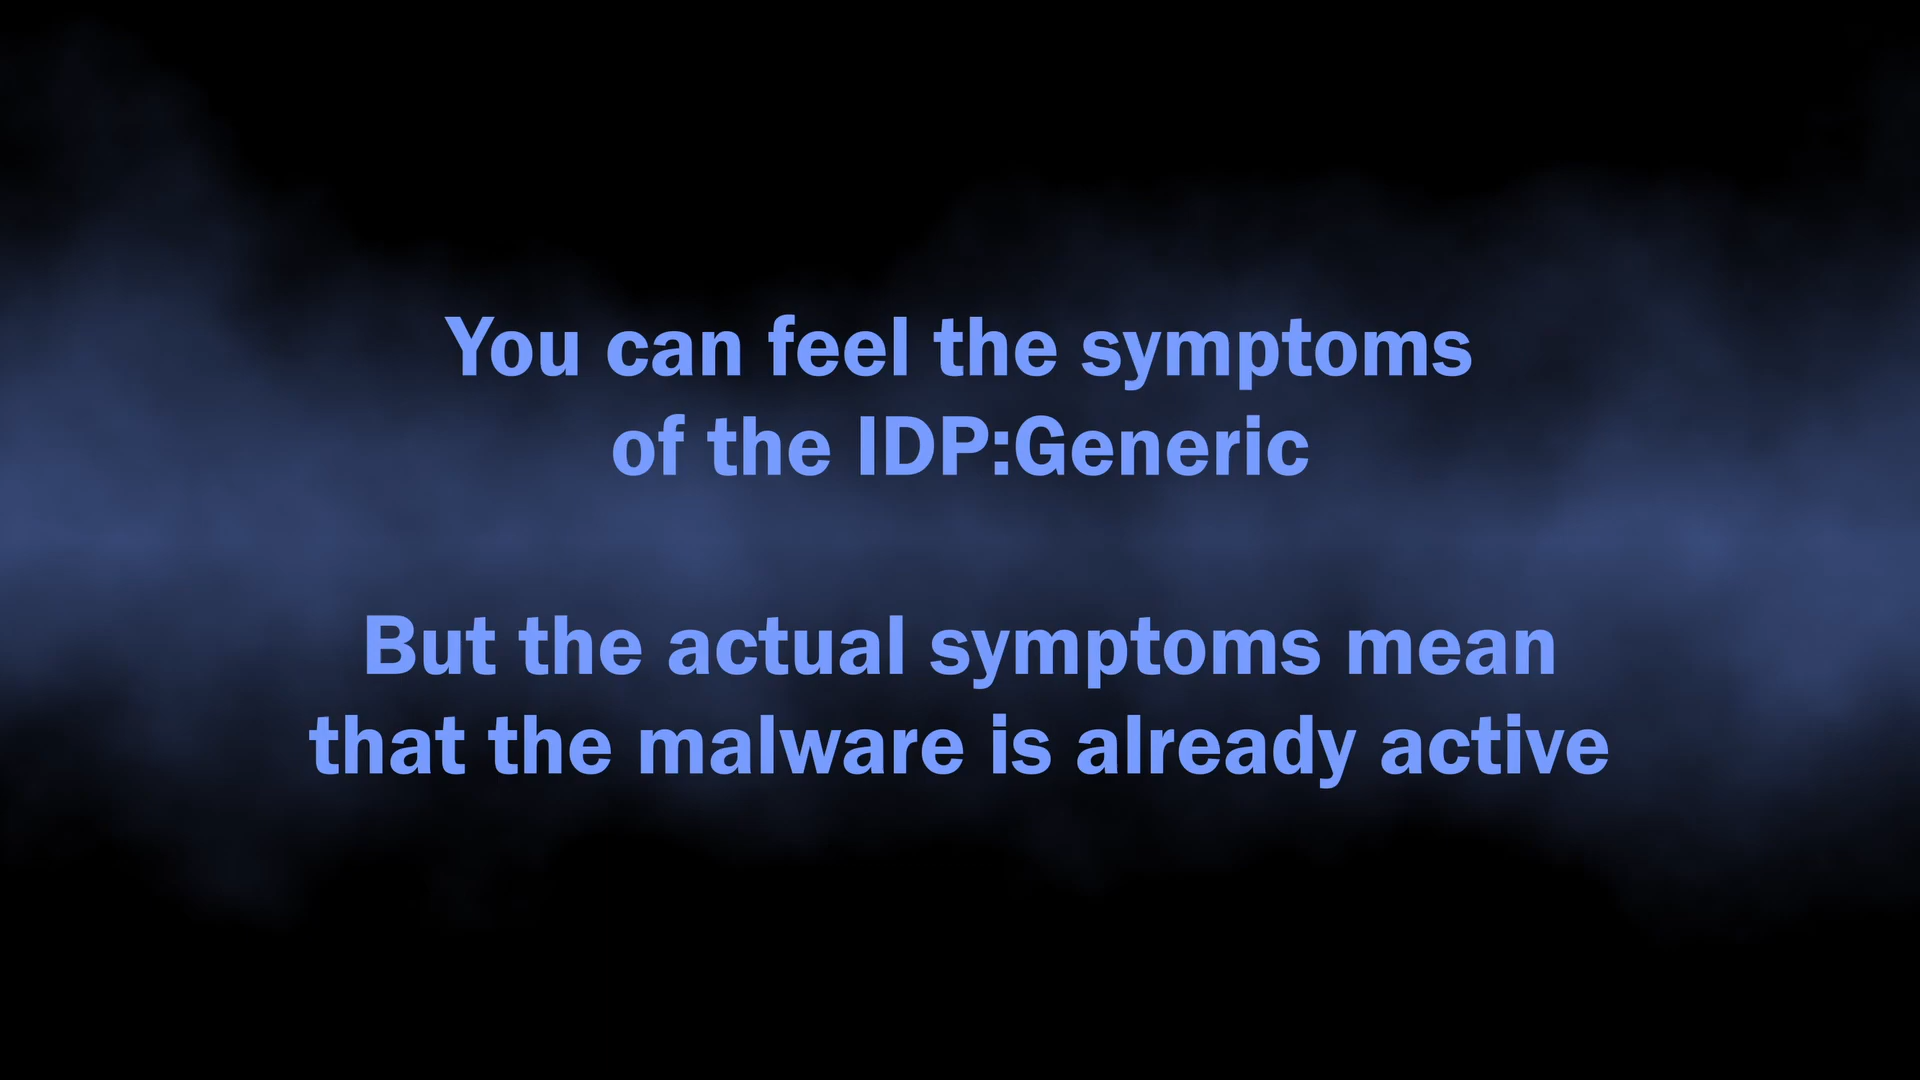 You can feel the symptoms
of the IDP:Generic
But the actual symptoms mean
that the malware is already active